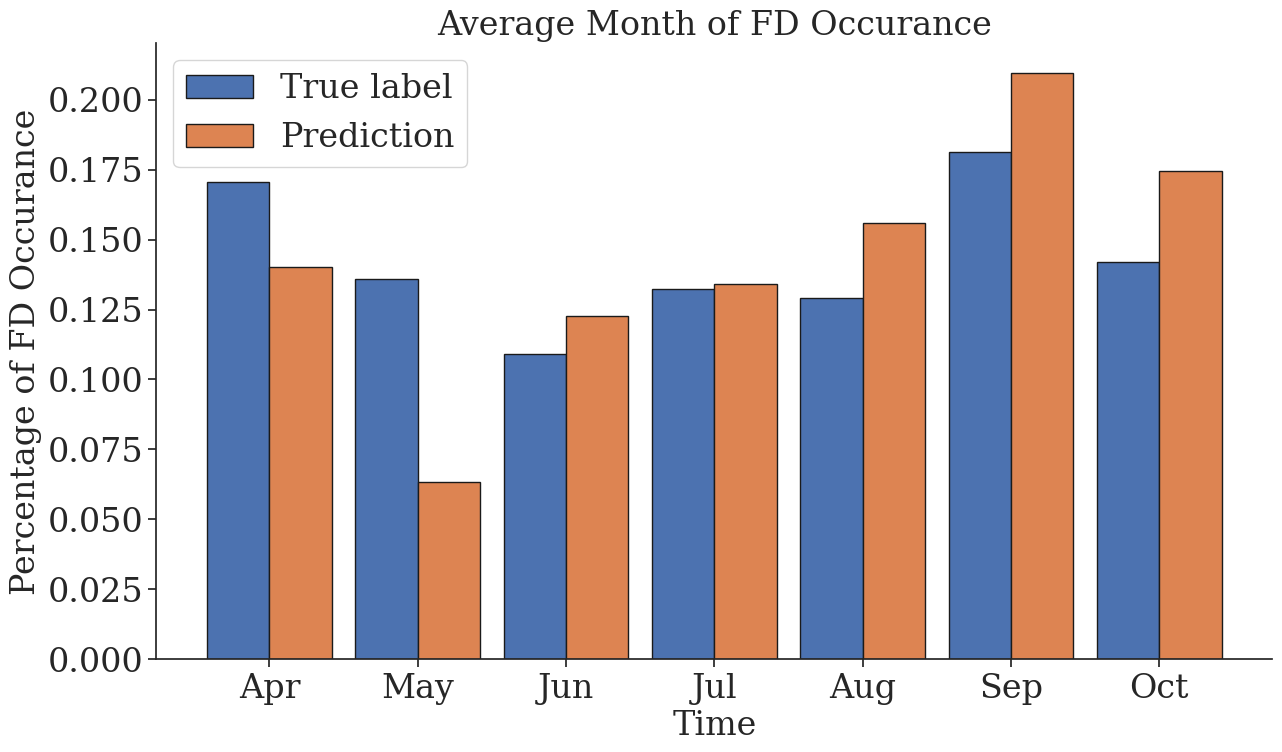 Average Month of FD Occurance
True label
Prediction
Percentage of FD Occurance
0.200
0.175
0.150
0.125
0.100
0.075
0.050
0.025
0.000
Apr May Jun Jul Aug Sep Oct
Time